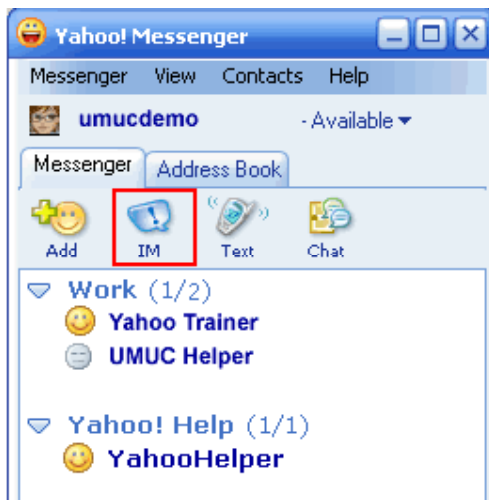 Yahoo! Messenger
Messenger View Contacts Help
umucdemo - Available
Messenger Address Book
Add IM Text Chat
Work (1/2)
Yahoo Trainer
UMUC Helper
Yahoo! Help (1/1)
YahooHelper